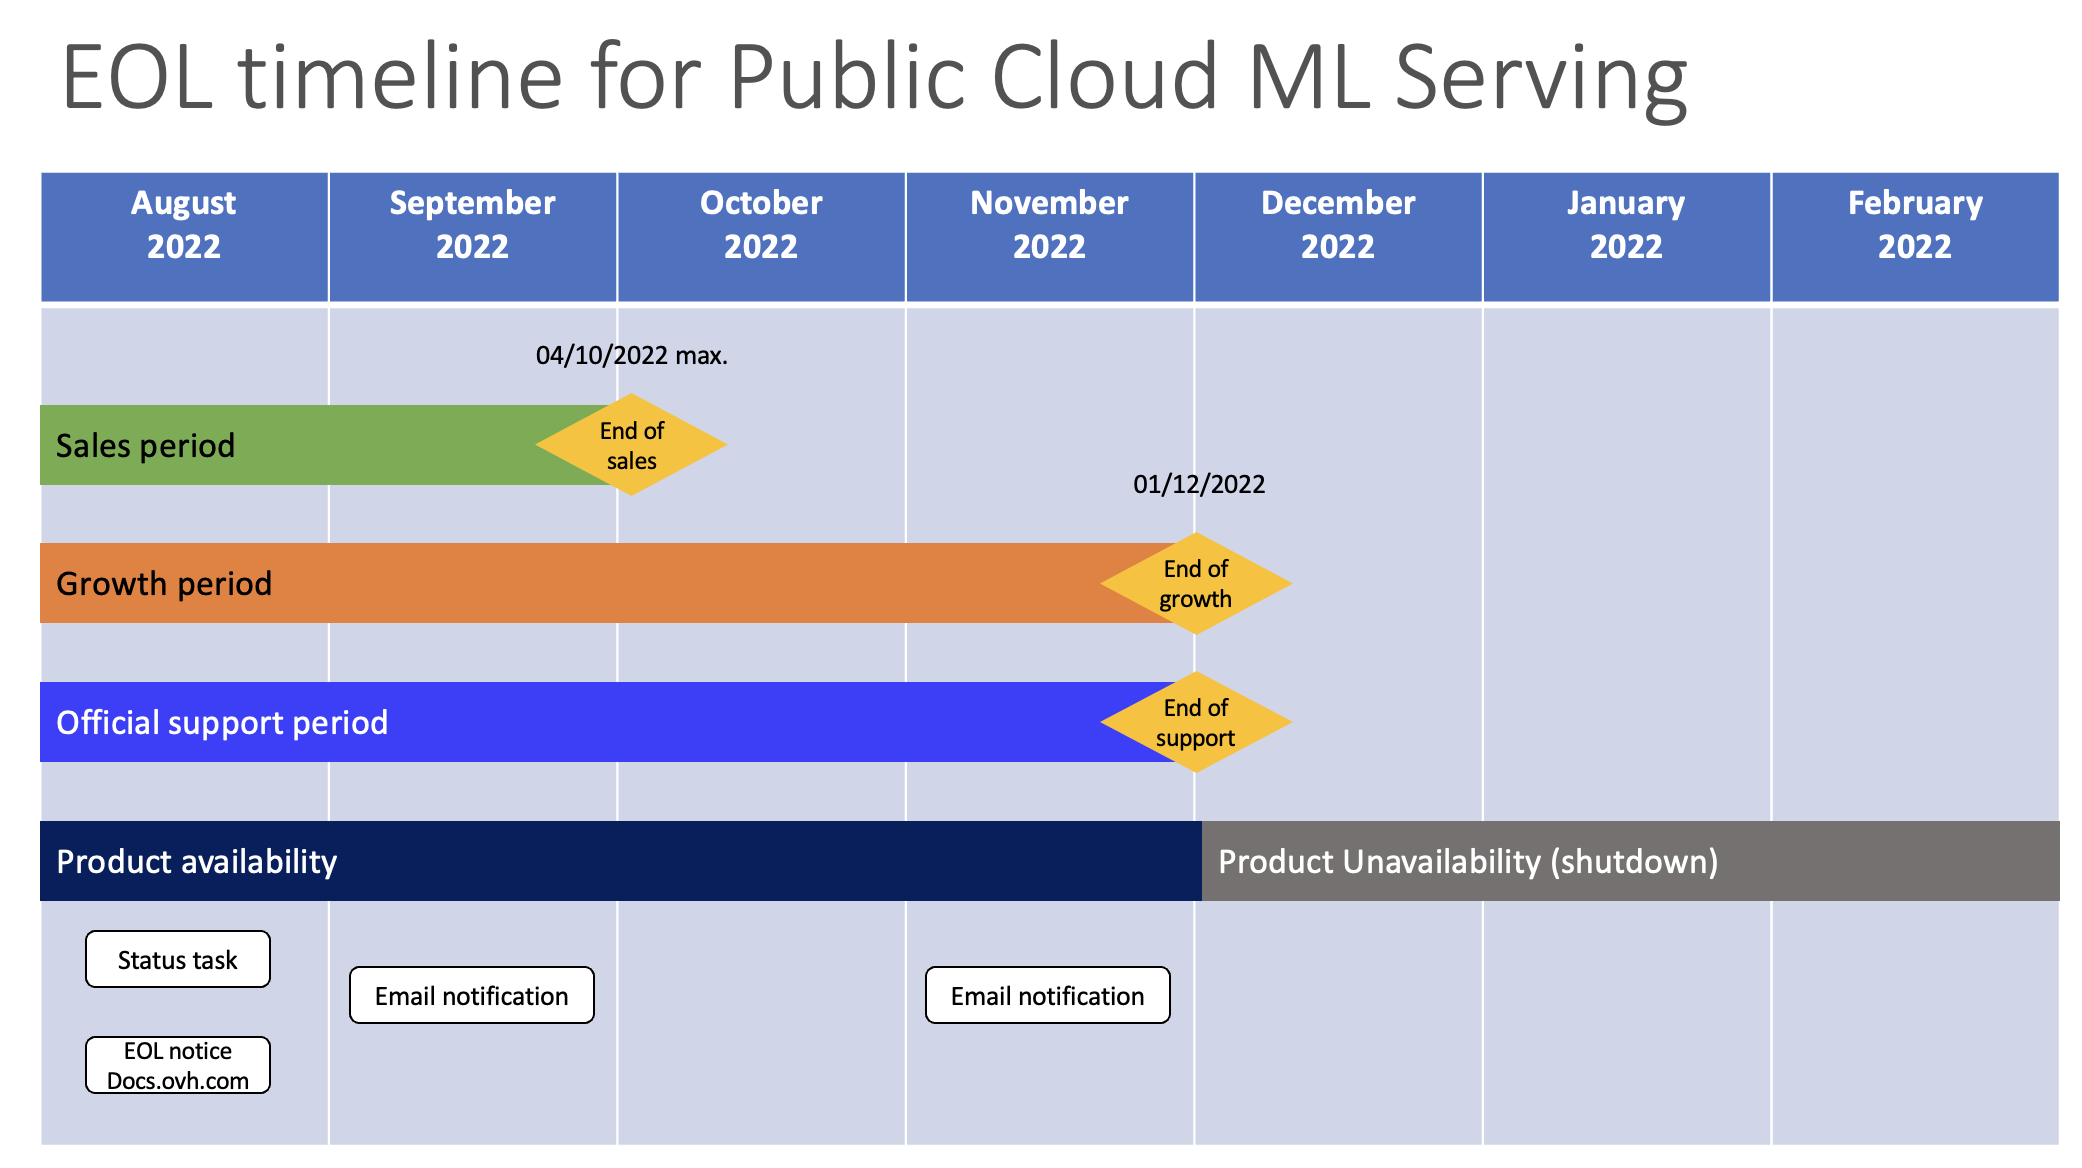 EOL timeline for Public Cloud ML Serving
August
2022
September
2022
October
2022
November
2022
December
2022
January
2022
February
2022
04/10/2022 max.
Sales period
End of
sales
01/12/2022
Growth period
End of
growth
Official support period
End of
support
Product availability
Product Unavailability (shutdown)
Status task
Email notification
Email notification
EOL notice
Docs.ovh.com